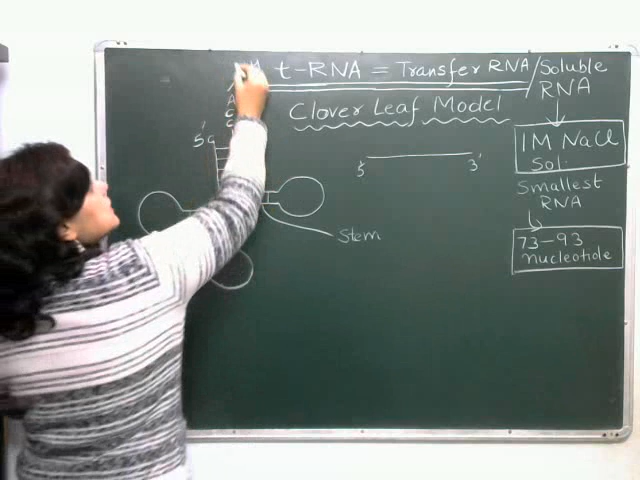 t-RNA = Transfer RNA/Soluble
RNA
Clover Leaf Model
1M NaCl
Sol.
Smallest
RNA
73-93
nucleotide
5' G
A
C
C
5' 3'
Stem